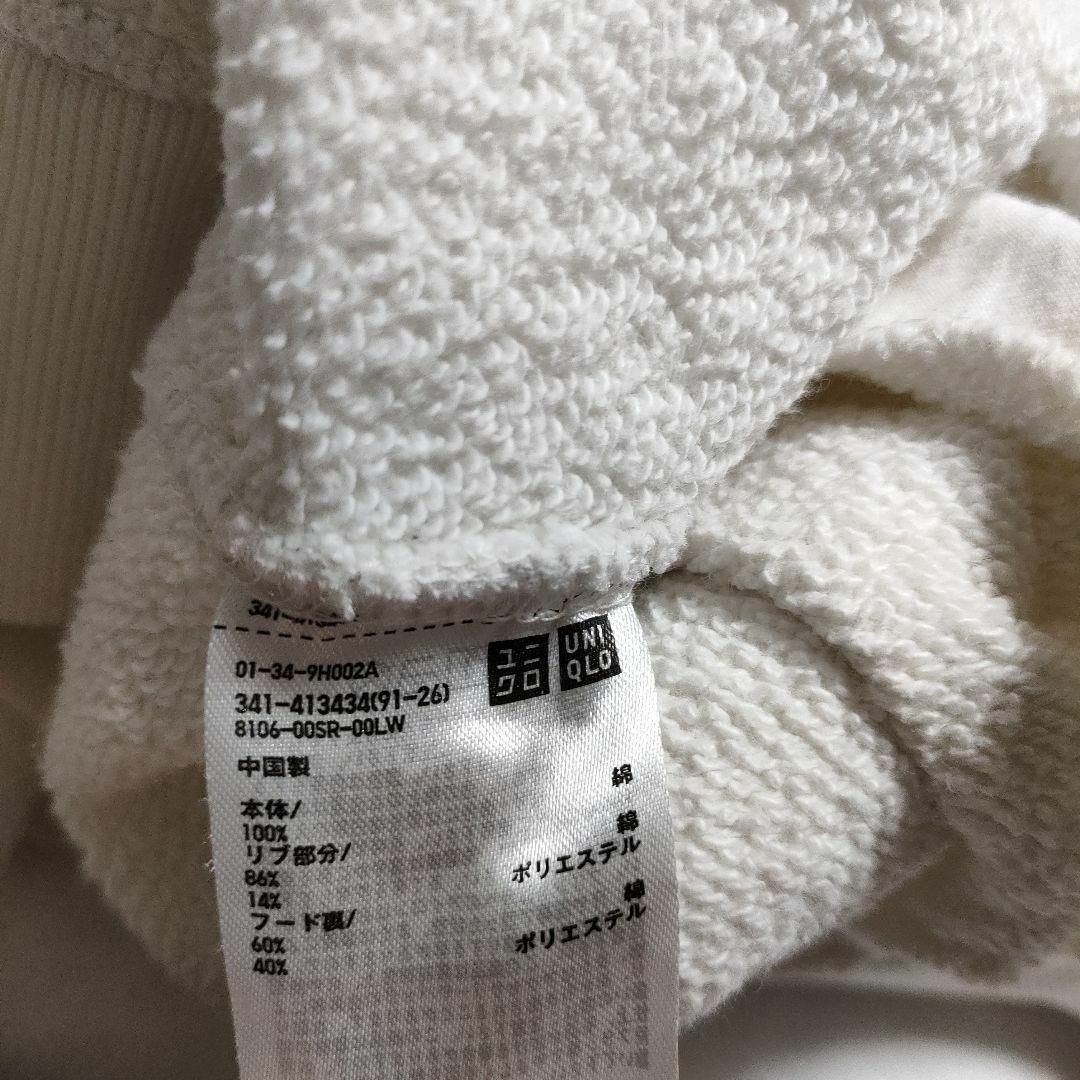 01-34-9H002A
341-413434(91-26)
8106-00SR-00LW
ユニクロ
UNIQLO
中国製
本体/
100% 綿
リブ部分/
86% 綿
14% ポリエステル
フード裏/
60% 綿
40% ポリエステル